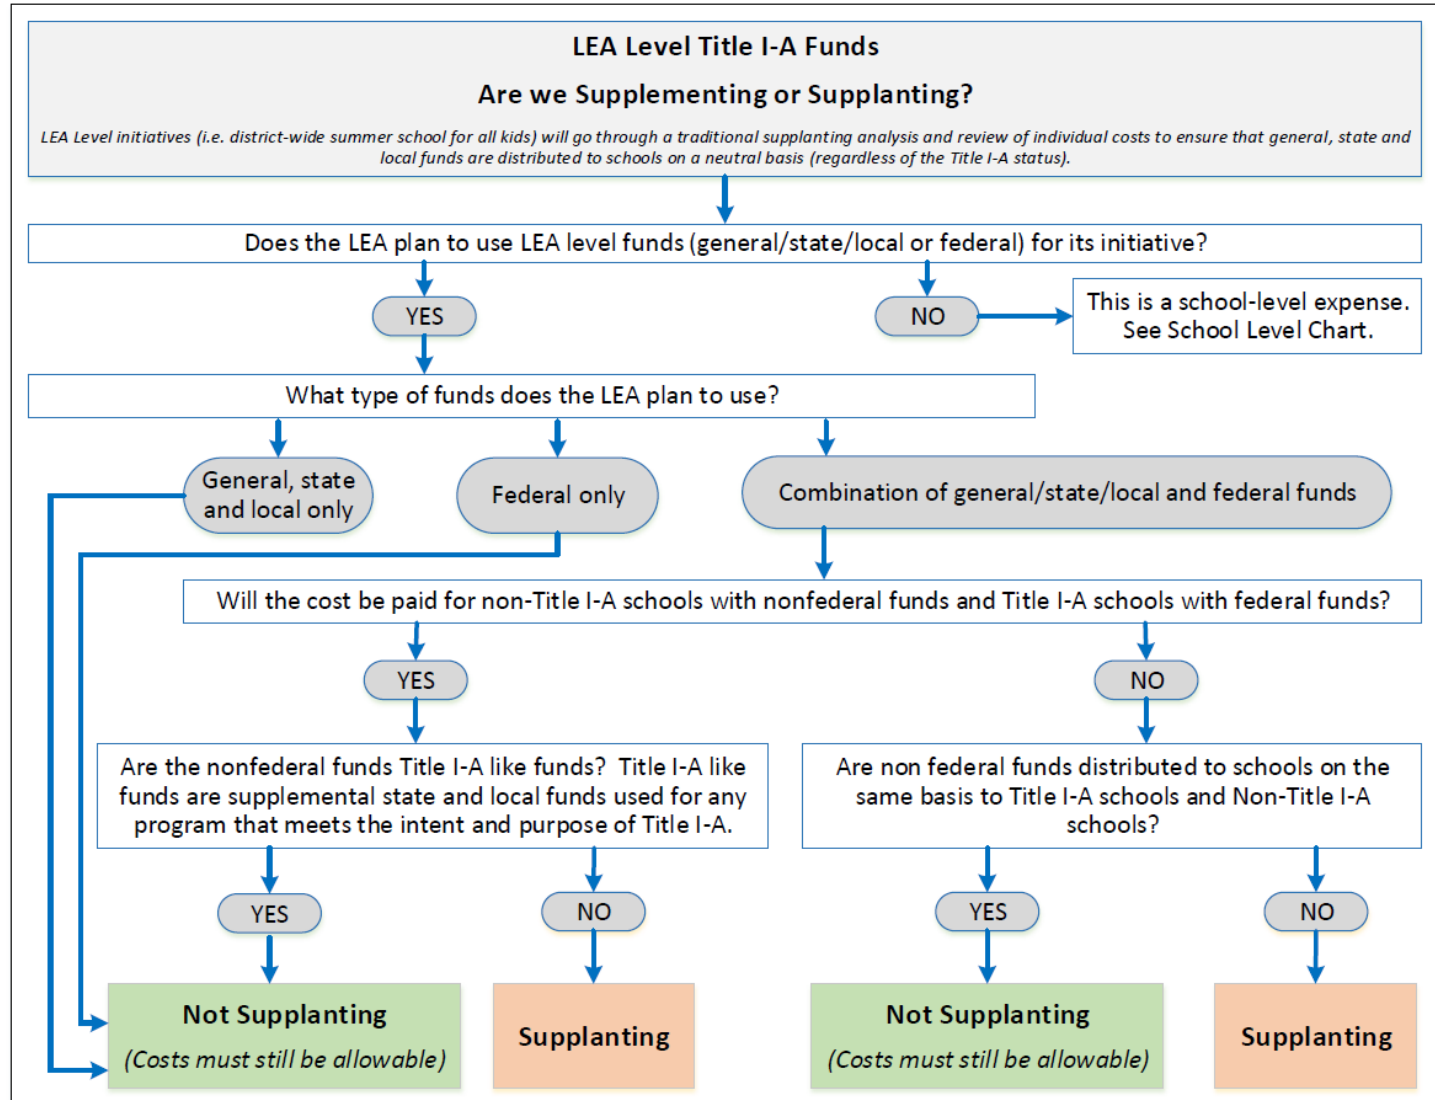 LEA Level Title I-A Funds
Are we Supplementing or Supplanting?
LEA Level initiatives (i.e. district-wide summer school for all kids) will go through a traditional supplanting analysis and review of individual costs to ensure that general, state and
local funds are distributed to schools on a neutral basis (regardless of the Title I-A status).
Does the LEA plan to use LEA level funds (general/state/local or federal) for its initiative?
YES
NO
This is a school-level expense.
See School Level Chart.
What type of funds does the LEA plan to use?
General, state
and local only
Federal only
Combination of general/state/local and federal funds
Will the cost be paid for non-Title I-A schools with nonfederal funds and Title I-A schools with federal funds?
YES
NO
Are the nonfederal funds Title I-A like funds?  Title I-A like
funds are supplemental state and local funds used for any
program that meets the intent and purpose of Title I-A.
Are non federal funds distributed to schools on the
same basis to Title I-A schools and Non-Title I-A
schools?
YES
NO
YES
NO
Not Supplanting
(Costs must still be allowable)
Supplanting
Not Supplanting
(Costs must still be allowable)
Supplanting